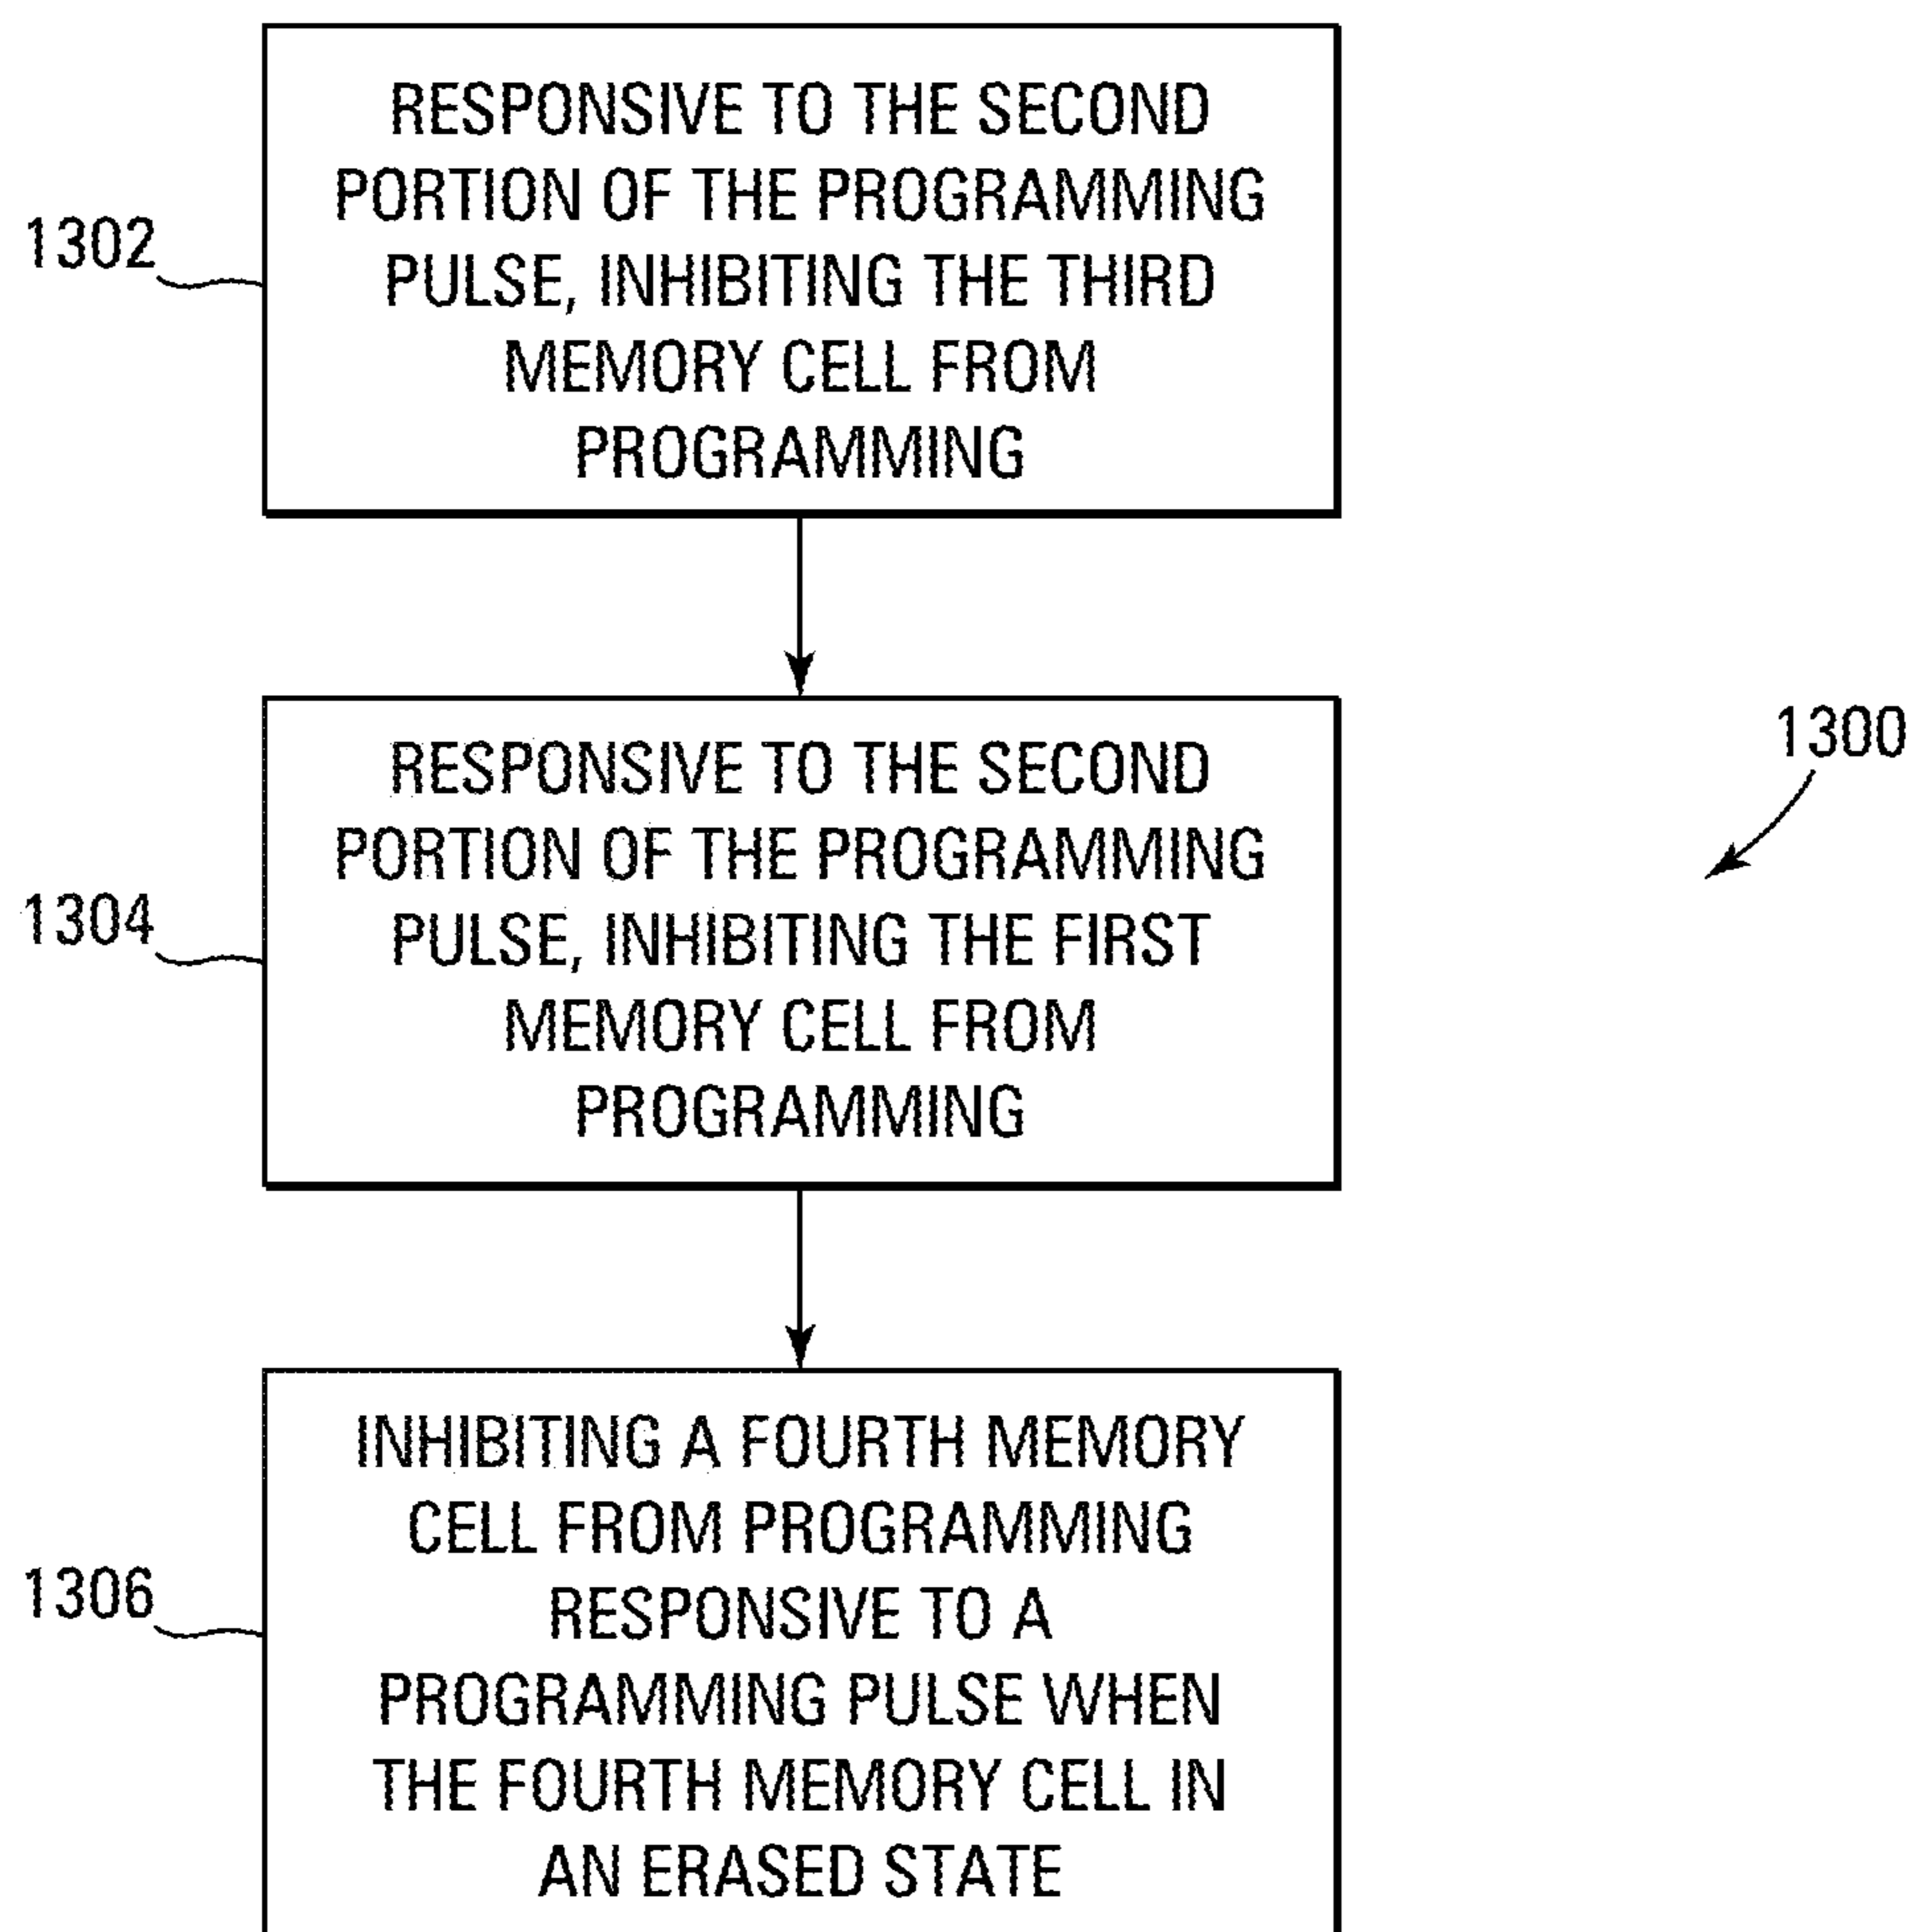 RESPONSIVE TO THE SECOND
PORTION OF THE PROGRAMMING
PULSE, INHIBITING THE THIRD
MEMORY CELL FROM
PROGRAMMING
1302
RESPONSIVE TO THE SECOND
PORTION OF THE PROGRAMMING
PULSE, INHIBITING THE FIRST
MEMORY CELL FROM
PROGRAMMING
1304
1300
INHIBITING A FOURTH MEMORY
CELL FROM PROGRAMMING
RESPONSIVE TO A
PROGRAMMING PULSE WHEN
THE FOURTH MEMORY CELL IN
AN ERASED STATE
1306